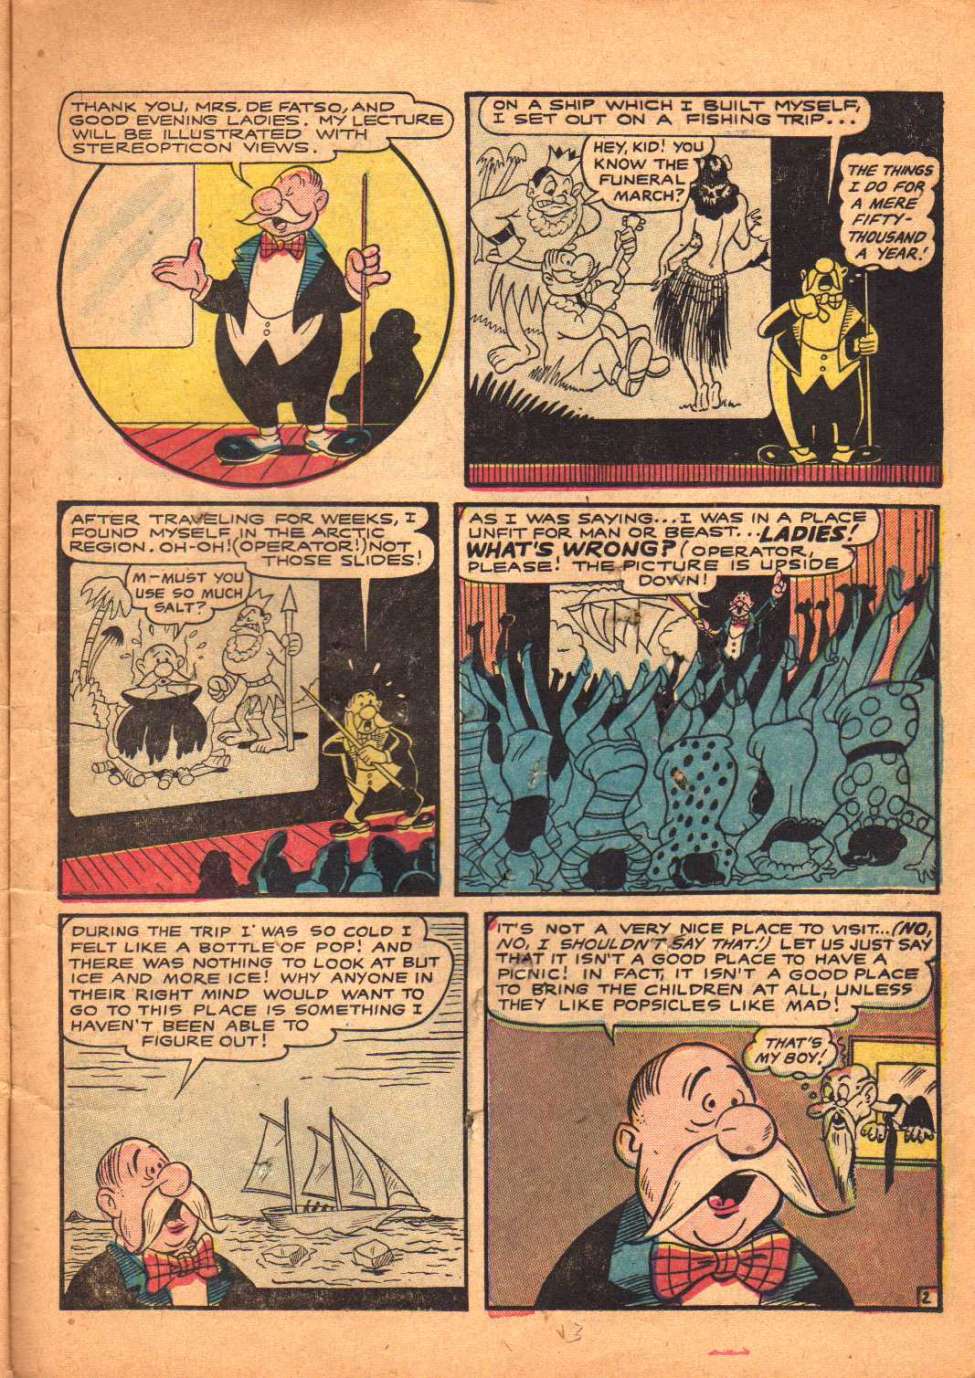 THANK YOU, MRS. DE FATSO, AND
GOOD EVENING LADIES. MY LECTURE
WILL BE ILLUSTRATED WITH
STEREOPTICON VIEWS.
ON A SHIP WHICH I BUILT MYSELF,
I SET OUT ON A FISHING TRIP...
HEY, KID! YOU
KNOW THE
FUNERAL
MARCH?
THE THINGS
I DO FOR
A MERE
FIFTY-
THOUSAND
A YEAR!
AFTER TRAVELING FOR WEEKS, I
FOUND MYSELF IN THE ARCTIC
REGION. OH-OH! (OPERATOR!) NOT
THOSE SLIDES!
M-MUST YOU
USE SO MUCH
SALT?
AS I WAS SAYING... I WAS IN A PLACE
UNFIT FOR MAN OR BEAST... LADIES!
WHAT'S WRONG? (OPERATOR,
PLEASE! THE PICTURE IS UPSIDE
DOWN!
DURING THE TRIP I WAS SO COLD I
FELT LIKE A BOTTLE OF POP! AND
THERE WAS NOTHING TO LOOK AT BUT
ICE AND MORE ICE! WHY ANYONE IN
THEIR RIGHT MIND WOULD WANT TO
GO TO THIS PLACE IS SOMETHING I
HAVEN'T BEEN ABLE TO
FIGURE OUT!
IT'S NOT A VERY NICE PLACE TO VISIT... (NO,
NO, I SHOULDN'T SAY THAT!) LET US JUST SAY
THAT IT ISN'T A GOOD PLACE TO HAVE A
PICNIC! IN FACT, IT ISN'T A GOOD PLACE
TO BRING THE CHILDREN AT ALL, UNLESS
THEY LIKE POPSICLES LIKE MAD!
THAT'S
MY BOY!
2